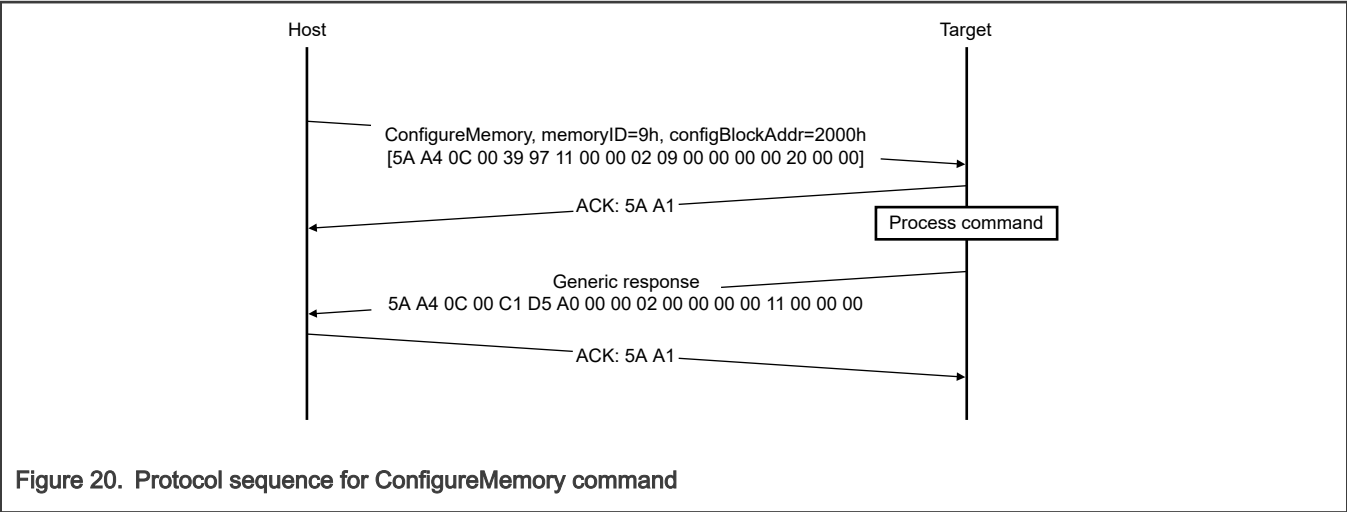 Host
Target
ConfigureMemory, memoryID=9h, configBlockAddr=2000h
[5A A4 0C 00 39 97 11 00 00 02 09 00 00 00 00 20 00 00]
ACK: 5A A1
Process command
Generic response
5A A4 0C 00 C1 D5 A0 00 00 02 00 00 00 00 11 00 00 00
ACK: 5A A1
Figure 20. Protocol sequence for ConfigureMemory command